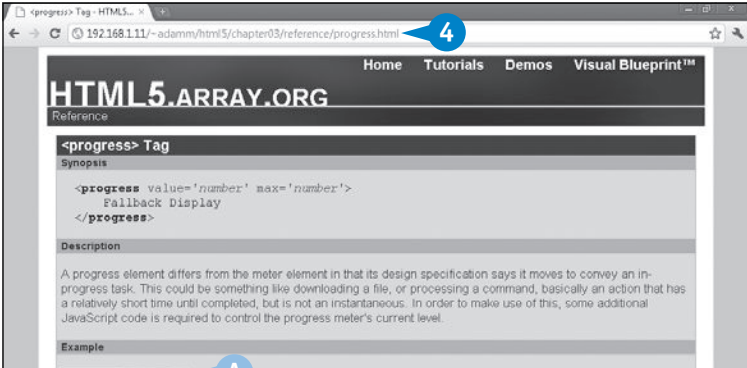 <progress> Tag - HTML5...
192.168.1.11/~adamm/html5/chapter03/reference/progress.html
4
Home Tutorials Demos Visual Blueprint™
HTML5.ARRAY.ORG
Reference
<progress> Tag
Synopsis
<progress value='number' max='number'>
Fallback Display
</progress>
Description
A progress element differs from the meter element in that its design specification says it moves to convey an in-
progress task. This could be something like downloading a file, or processing a command, basically an action that has
a relatively short time until completed, but is not an instantaneous. In order to make use of this, some additional
JavaScript code is required to control the progress meter's current level.
Example
A